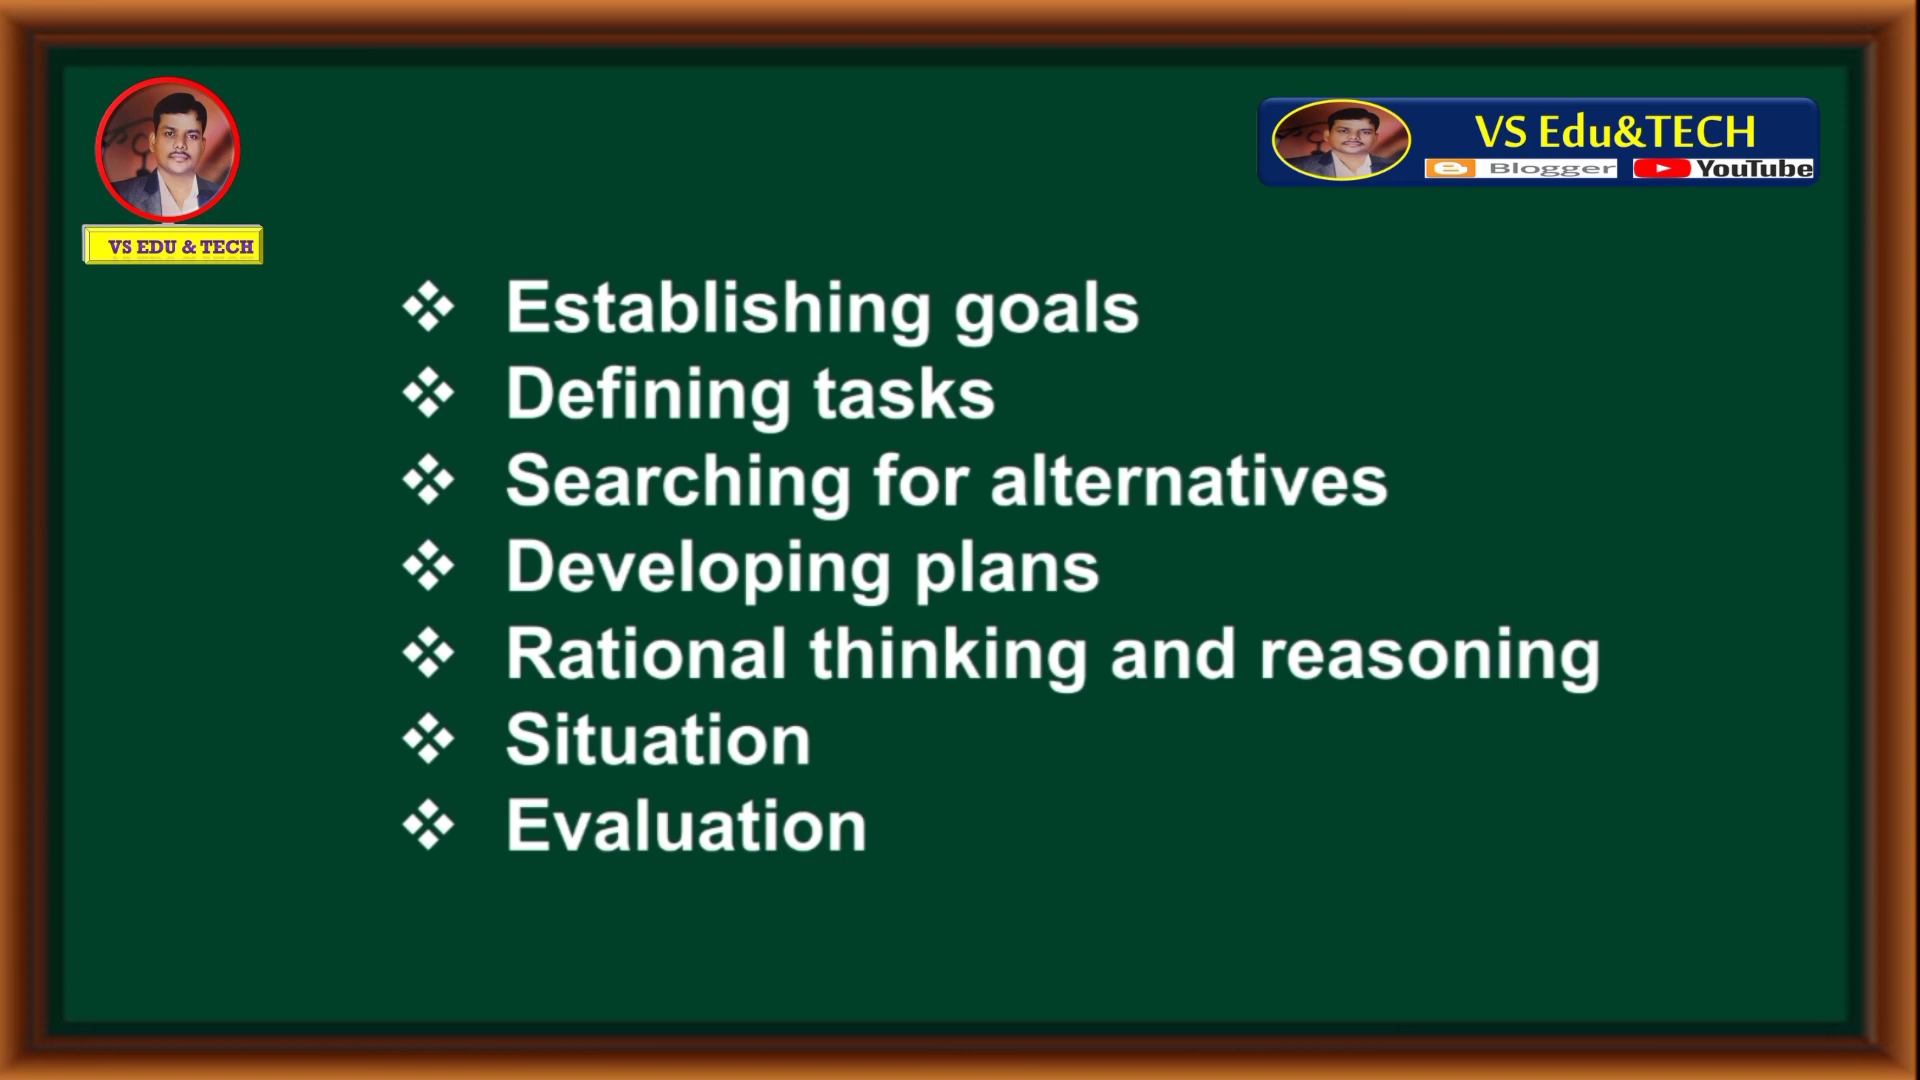 VS EDU & TECH
VS Edu&TECH
Blogger YouTube
❖ Establishing goals
❖ Defining tasks
❖ Searching for alternatives
❖ Developing plans
❖ Rational thinking and reasoning
❖ Situation
❖ Evaluation